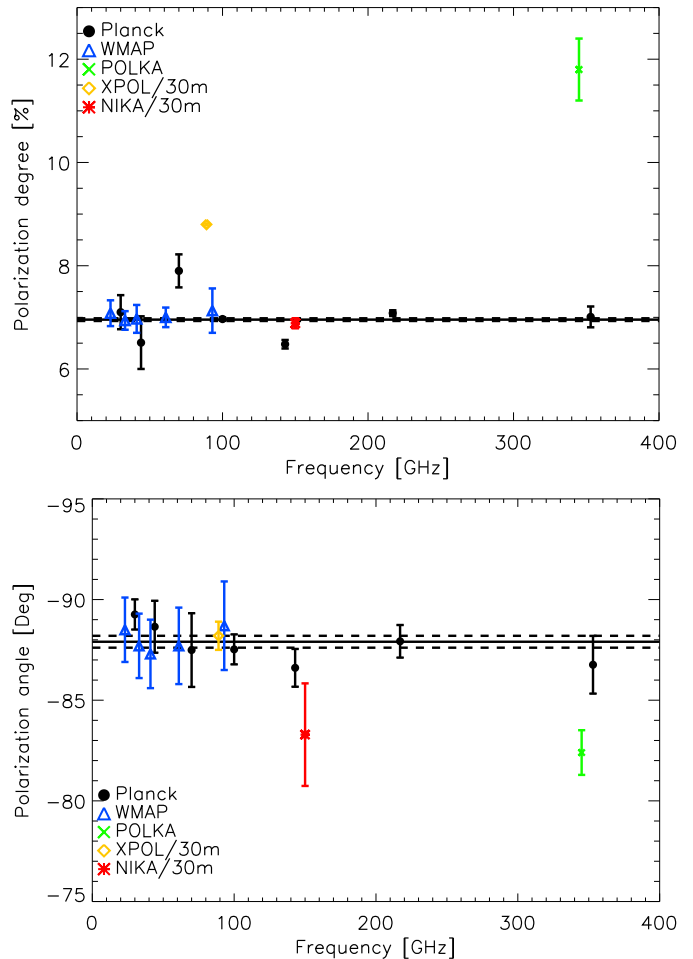 Planck
WMAP
POLKA
XPOL/30m
NIKA/30m
12
10
8
6
Polarization degree [%]
0 100 200 300 400
Frequency [GHz]
-95
-90
-85
-80
-75
Polarization angle [Deg]
Planck
WMAP
POLKA
XPOL/30m
NIKA/30m
0 100 200 300 400
Frequency [GHz]